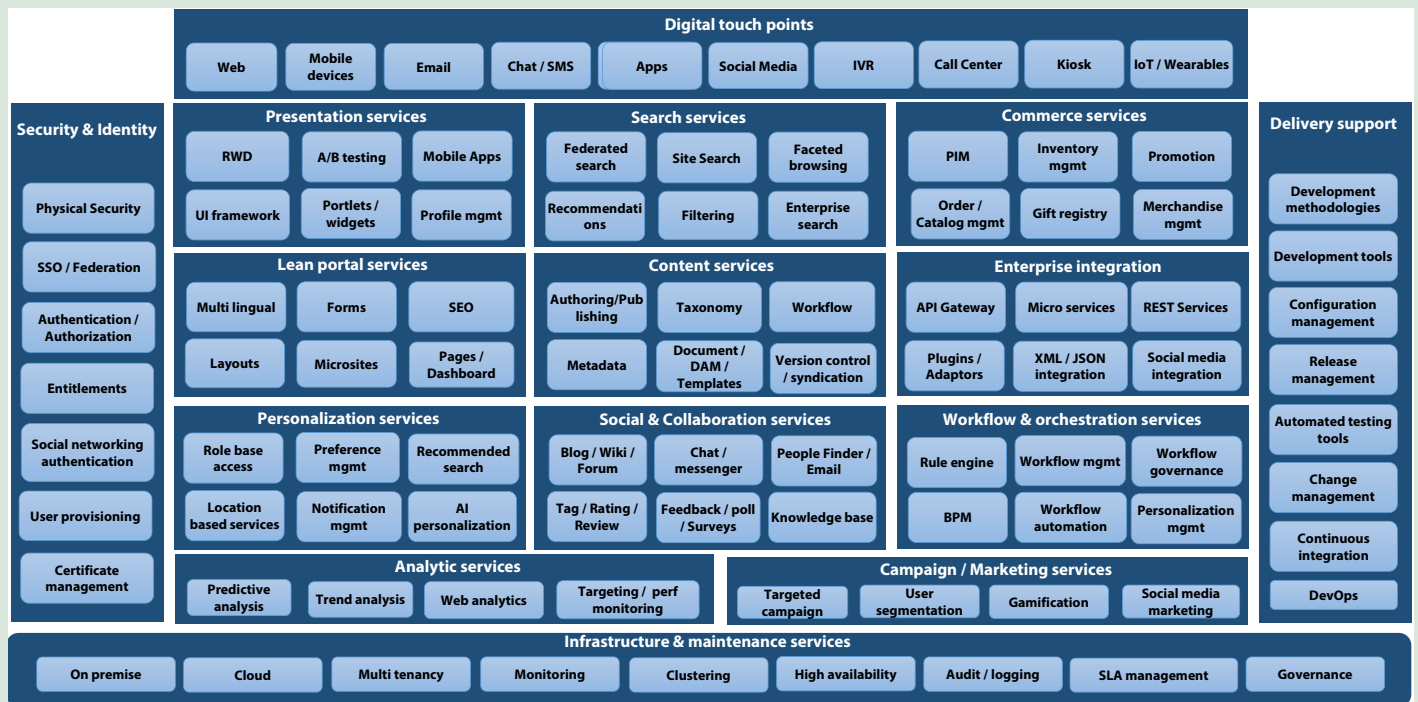 Digital touch points
Web
Mobile
devices
Email
Chat / SMS
Apps
Social Media
IVR
Call Center
Kiosk
IoT / Wearables
Security & Identity
Physical Security
SSO / Federation
Authentication /
Authorization
Entitlements
Social networking
authentication
User provisioning
Certificate
management
Presentation services
RWD
A/B testing
Mobile Apps
UI framework
Portlets /
widgets
Profile mgmt
Search services
Federated
search
Site Search
Faceted
browsing
Recommendati
ons
Filtering
Enterprise
search
Commerce services
PIM
Inventory
mgmt
Promotion
Order /
Catalog mgmt
Gift registry
Merchandise
mgmt
Lean portal services
Multi lingual
Forms
SEO
Layouts
Microsites
Pages /
Dashboard
Content services
Authoring/Pub
lishing
Taxonomy
Workflow
Metadata
Document /
DAM /
Templates
Version control
/ syndication
Enterprise integration
API Gateway
Micro services
REST Services
Plugins /
Adaptors
XML / JSON
integration
Social media
integration
Personalization services
Role base
access
Preference
mgmt
Recommended
search
Location
based services
Notification
mgmt
AI
personalization
Social & Collaboration services
Blog / Wiki /
Forum
Chat /
messenger
People Finder /
Email
Tag / Rating /
Review
Feedback / poll
/ Surveys
Knowledge base
Workflow & orchestration services
Rule engine
Workflow mgmt
Workflow
governance
BPM
Workflow
automation
Personalization
mgmt
Analytic services
Predictive
analysis
Trend analysis
Web analytics
Targeting / perf
monitoring
Campaign / Marketing services
Targeted
campaign
User
segmentation
Gamification
Social media
marketing
Delivery support
Development
methodologies
Development tools
Configuration
management
Release
management
Automated testing
tools
Change
management
Continuous
integration
DevOps
Infrastructure & maintenance services
On premise
Cloud
Multi tenancy
Monitoring
Clustering
High availability
Audit / logging
SLA management
Governance